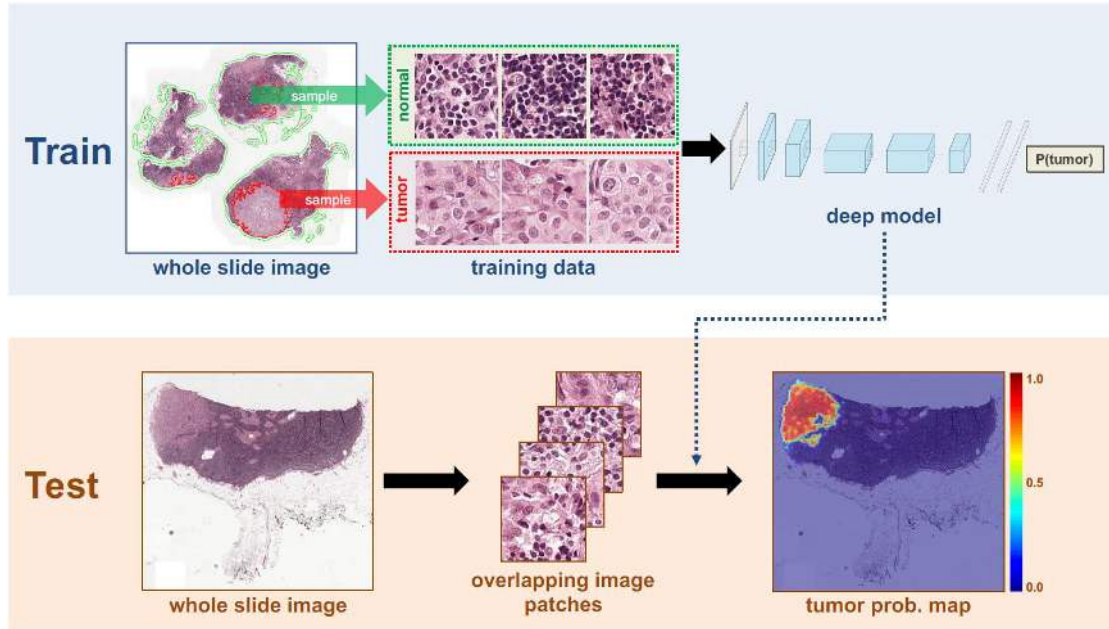 Train
sample
sample
normal
tumor
whole slide image
training data
deep model
P(tumor)
Test
whole slide image
overlapping image
patches
tumor prob. map
1.0
0.5
0.0